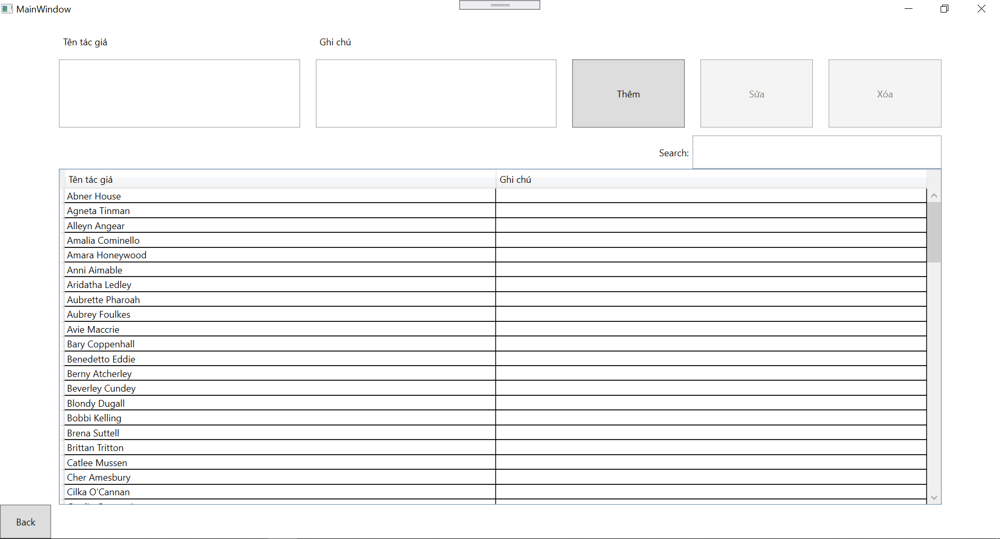 MainWindow
Tên tác giả Ghi chú
Thêm Sửa Xóa
Search:
Tên tác giả Ghi chú
Abner House
Agneta Tinman
Alleyn Angear
Amalia Cominello
Amara Honeywood
Anni Aimable
Aridatha Ledley
Aubrette Pharoah
Aubrey Foulkes
Avie Maccrie
Bary Coppenhall
Benedetto Eddie
Berny Atcherley
Beverley Cundey
Blondy Dugall
Bobbi Kelling
Brena Suttell
Brittan Tritton
Catlee Mussen
Cher Amesbury
Cilka O'Cannan
Back